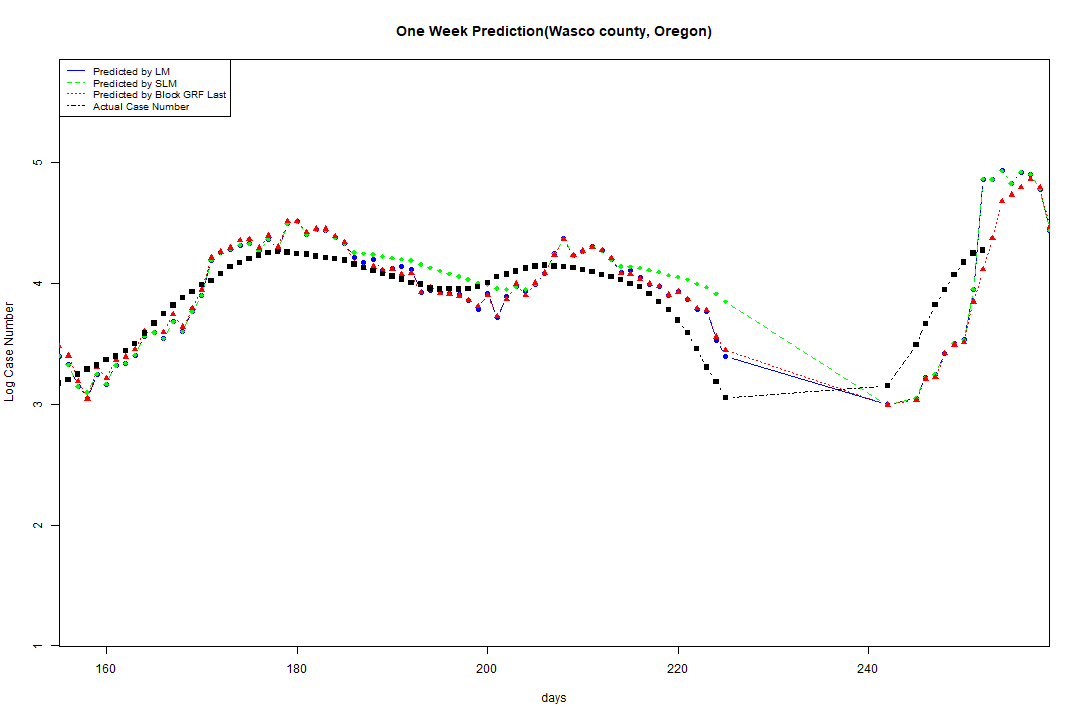 One Week Prediction(Wasco county, Oregon)
Predicted by LM
Predicted by SLM
Predicted by Block GRF Last
Actual Case Number
5
4
3
2
1
Log Case Number
160 180 200 220 240
days